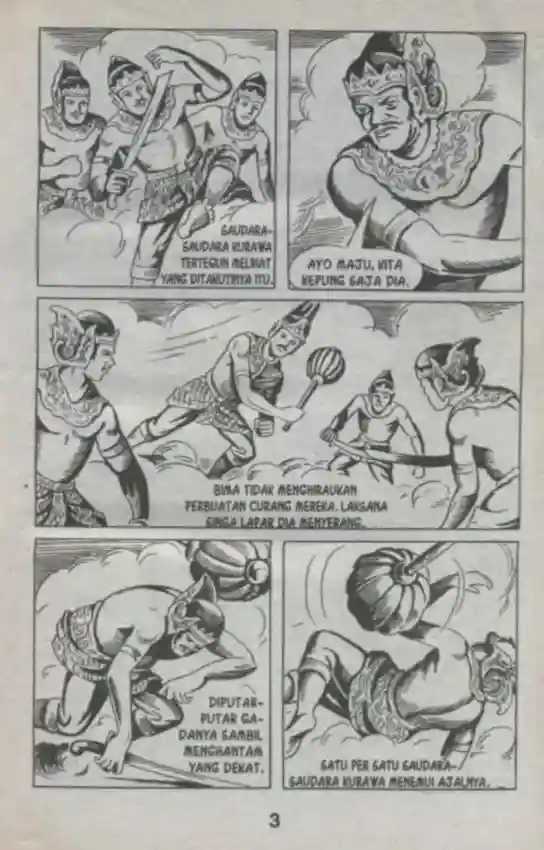 SAUDARA-
SAUDARA KURAWA
TERTEGUN MELIHAT
YANG DITAKUTINYA ITU.
AYO MAJU, KITA
KEPUNG SAJA DIA.
BIMA TIDAK MENGHIRAUKAN
PERBUATAN CURANG MEREKA. LAKSANA
SINGA LAPAR DIA MENYERANG.
DIPUTAR-
PUTAR GA-
DANYA SAMBIL
MENGHANTAM
YANG DEKAT.
SATU PER SATU SAUDARA-
SAUDARA KURAWA MENEMUI AJALNYA.
3